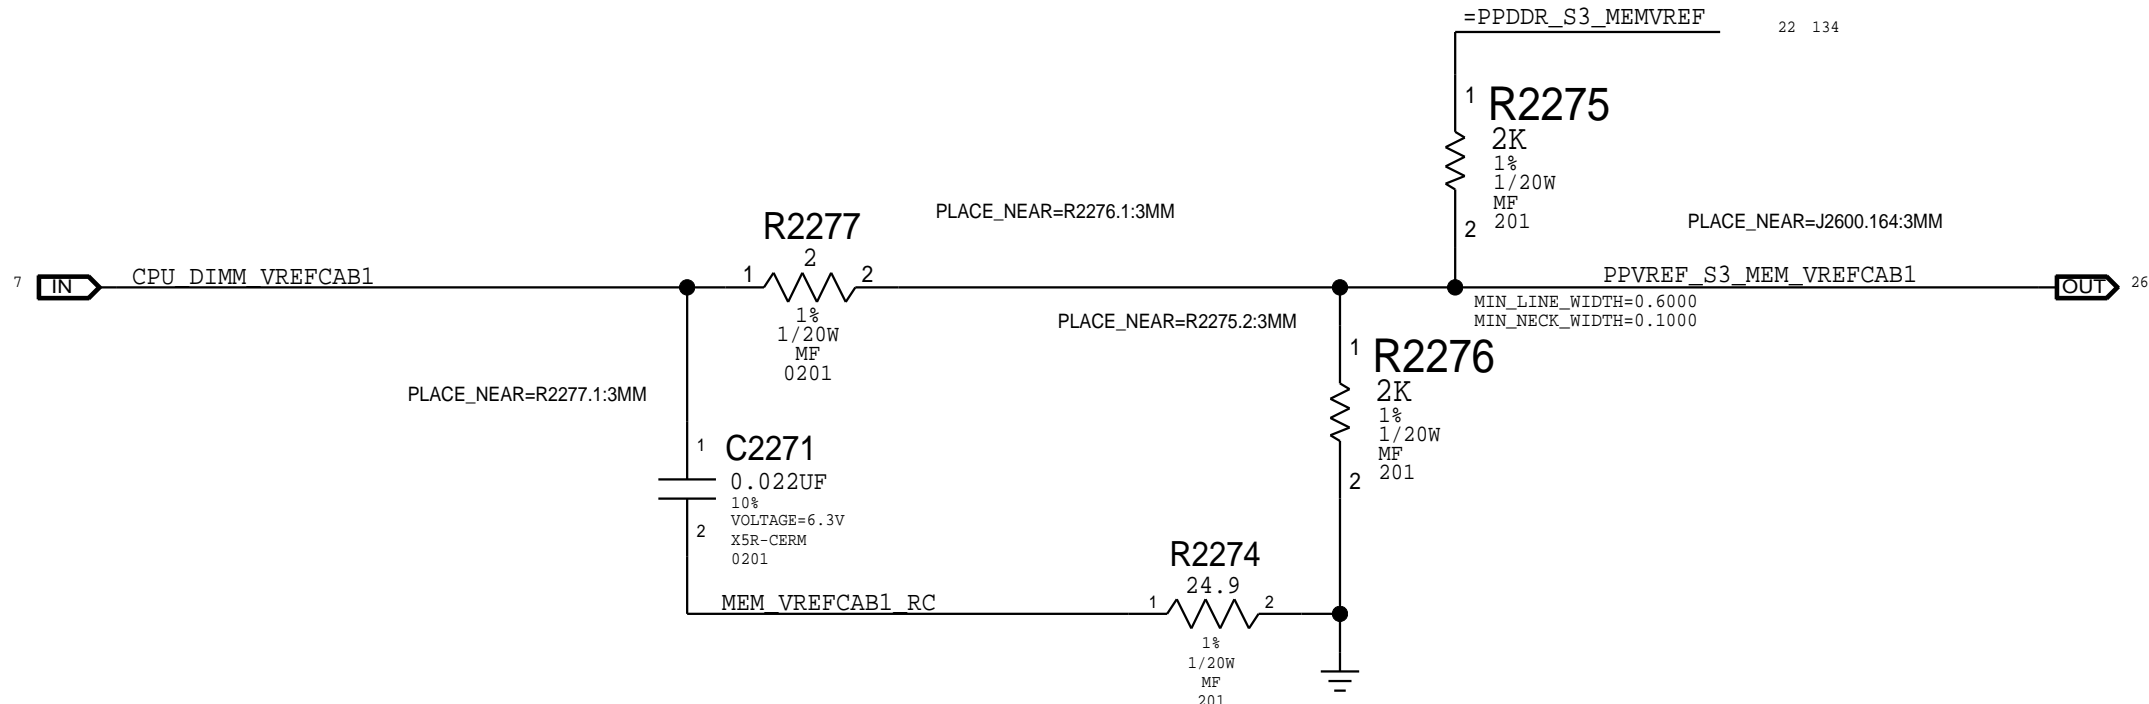 =PPDDR_S3_MEMVREF
22 134
1
R2275
2K
1%
1/20W
MF
201
2
PLACE_NEAR=R2276.1:3MM
PLACE_NEAR=J2600.164:3MM
R2277
2
1
2
1%
1/20W
MF
0201
7
IN
CPU_DIMM_VREFCAB1
PPVREF_S3_MEM_VREFCAB1
OUT
26
MIN_LINE_WIDTH=0.6000
MIN_NECK_WIDTH=0.1000
PLACE_NEAR=R2275.2:3MM
1
R2276
2K
1%
1/20W
MF
201
2
PLACE_NEAR=R2277.1:3MM
1
C2271
0.022UF
10%
VOLTAGE=6.3V
X5R-CERM
0201
2
MEM_VREFCAB1_RC
R2274
24.9
1
2
1%
1/20W
MF
201